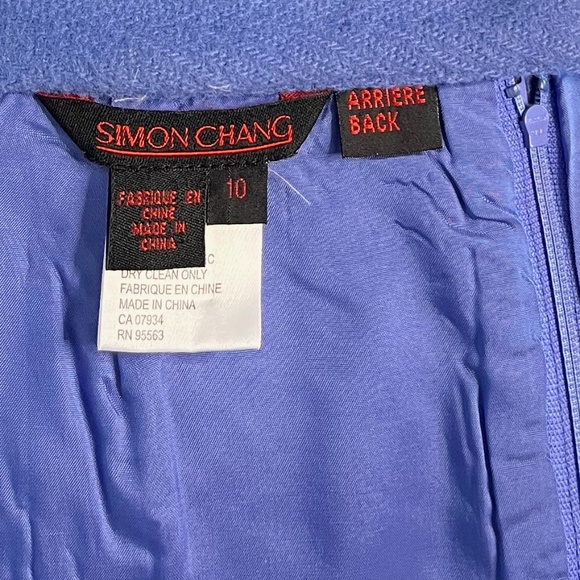 SIMON CHANG
ARRIÈRE
BACK
10
FABRIQUE EN
CHINE
MADE IN
CHINA
DRY CLEAN ONLY
FABRIQUE EN CHINE
MADE IN CHINA
CA 07934
RN 95563